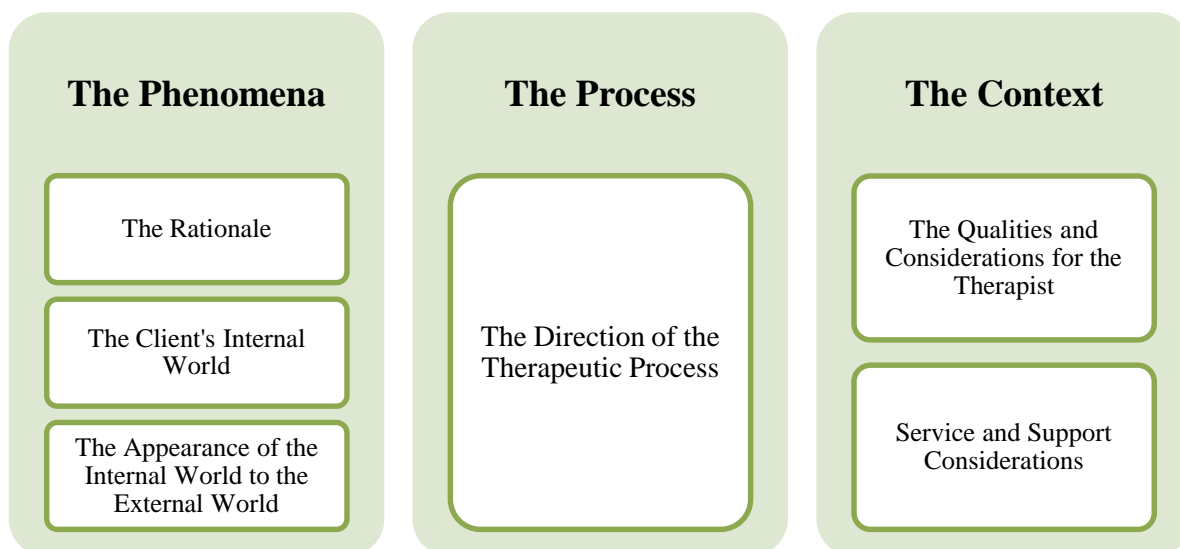 The Phenomena
The Rationale
The Client's Internal
World
The Appearance of the
Internal World to the
External World
The Process
The Direction of the
Therapeutic Process
The Context
The Qualities and
Considerations for the
Therapist
Service and Support
Considerations